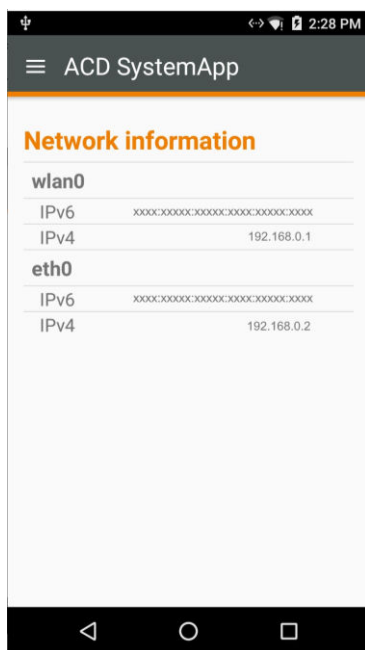 2:28 PM
ACD SystemApp
Network information
wlan0
IPv6 xxxx:xxxxx:xxxxx:xxxx:xxxxx:xxxx
IPv4 192.168.0.1
eth0
IPv6 xxxx:xxxxx:xxxxx:xxxx:xxxxx:xxxx
IPv4 192.168.0.2